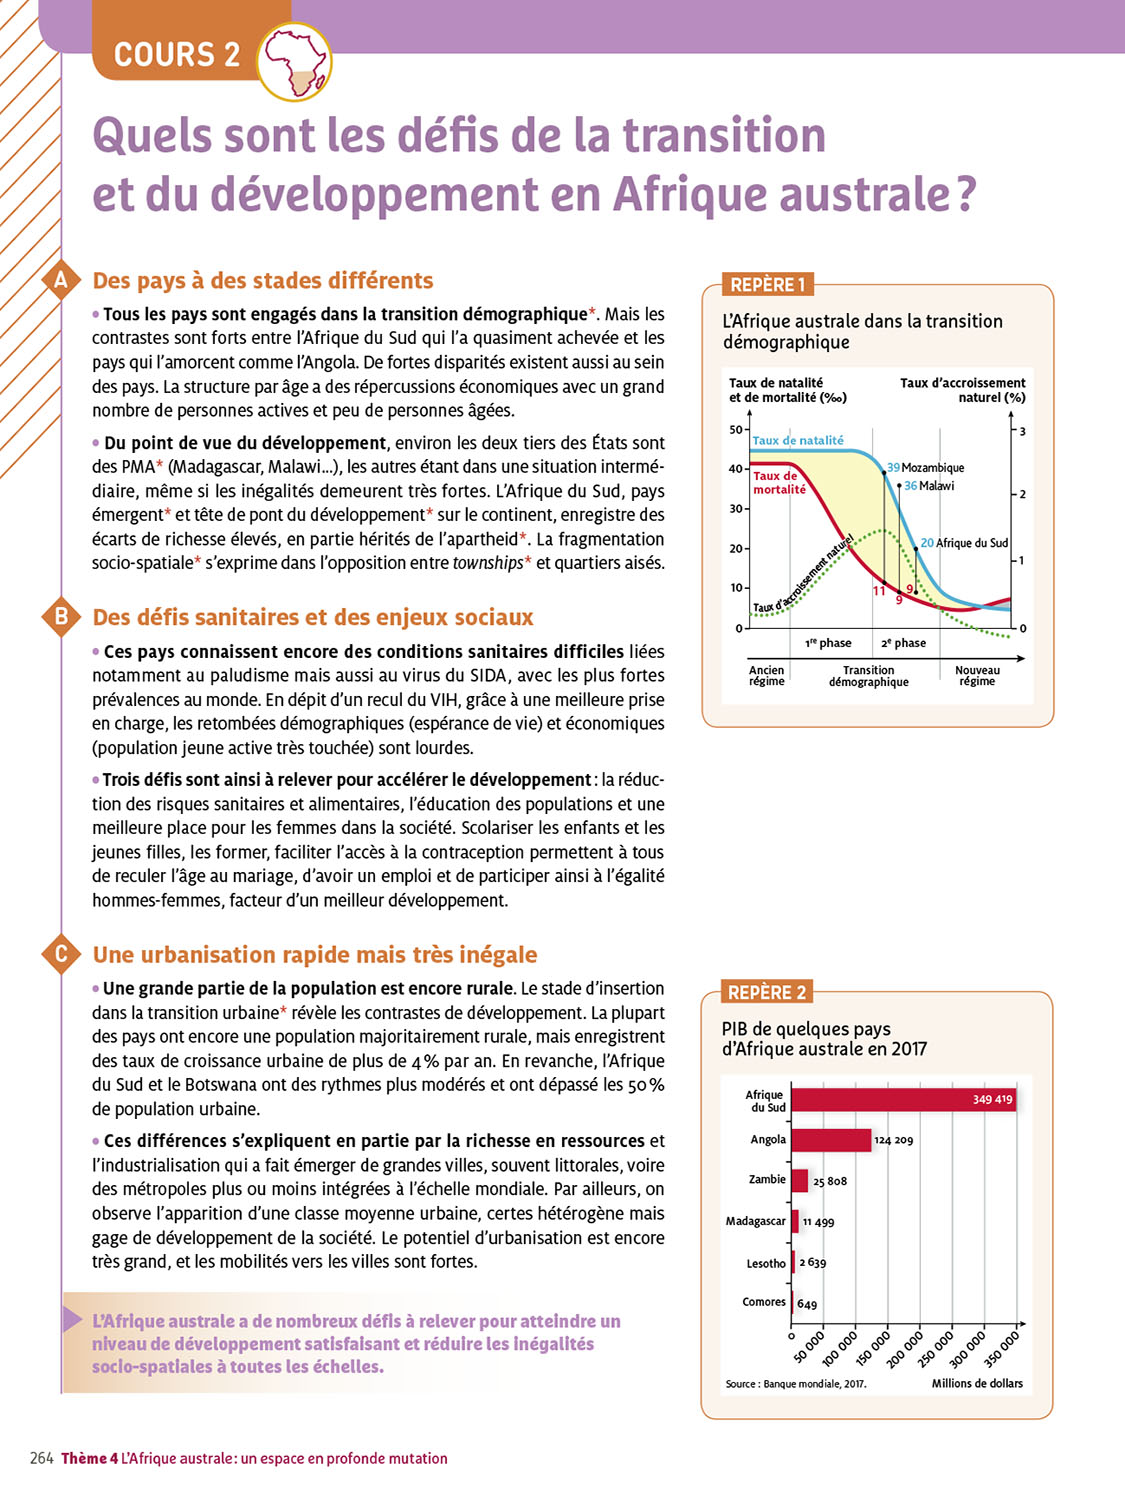 COURS 2
Quels sont les défis de la transition
et du développement en Afrique australe ?
A Des pays à des stades différents
• Tous les pays sont engagés dans la transition démographique*. Mais les
contrastes sont forts entre l'Afrique du Sud qui l'a quasiment achevée et les
pays qui l'amorcent comme l'Angola. De fortes disparités existent aussi au sein
des pays. La structure par âge a des répercussions économiques avec un grand
nombre de personnes actives et peu de personnes âgées.
• Du point de vue du développement, environ les deux tiers des États sont
des PMA* (Madagascar, Malawi...), les autres étant dans une situation intermé-
diaire, même si les inégalités demeurent très fortes. L'Afrique du Sud, pays
émergent* et tête de pont du développement* sur le continent, enregistre des
écarts de richesse élevés, en partie hérités de l'apartheid*. La fragmentation
socio-spatiale* s'exprime dans l'opposition entre townships* et quartiers aisés.
B Des défis sanitaires et des enjeux sociaux
• Ces pays connaissent encore des conditions sanitaires difficiles liées
notamment au paludisme mais aussi au virus du SIDA, avec les plus fortes
prévalences au monde. En dépit d'un recul du VIH, grâce à une meilleure prise
en charge, les retombées démographiques (espérance de vie) et économiques
(population jeune active très touchée) sont lourdes.
• Trois défis sont ainsi à relever pour accélérer le développement : la réduc-
tion des risques sanitaires et alimentaires, l'éducation des populations et une
meilleure place pour les femmes dans la société. Scolariser les enfants et les
jeunes filles, les former, faciliter l'accès à la contraception permettent à tous
de reculer l'âge au mariage, d'avoir un emploi et de participer ainsi à l'égalité
hommes-femmes, facteur d'un meilleur développement.
C Une urbanisation rapide mais très inégale
• Une grande partie de la population est encore rurale. Le stade d'insertion
dans la transition urbaine* révèle les contrastes de développement. La plupart
des pays ont encore une population majoritairement rurale, mais enregistrent
des taux de croissance urbaine de plus de 4 % par an. En revanche, l'Afrique
du Sud et le Botswana ont des rythmes plus modérés et ont dépassé les 50 %
de population urbaine.
• Ces différences s'expliquent en partie par la richesse en ressources et
l'industrialisation qui a fait émerger de grandes villes, souvent littorales, voire
des métropoles plus ou moins intégrées à l'échelle mondiale. Par ailleurs, on
observe l'apparition d'une classe moyenne urbaine, certes hétérogène mais
gage de développement de la société. Le potentiel d'urbanisation est encore
très grand, et les mobilités vers les villes sont fortes.
L'Afrique australe a de nombreux défis à relever pour atteindre un
niveau de développement satisfaisant et réduire les inégalités
socio-spatiales à toutes les échelles.
REPÈRE 1
L'Afrique australe dans la transition
démographique
Taux de natalité
et de mortalité (‰)
Taux d'accroissement
naturel (%)
50
40
30
20
10
0
3
2
1
0
Taux de natalité
Taux de
mortalité
Taux d'accroissement naturel
39 Mozambique
36 Malawi
20 Afrique du Sud
11
9
9
1re phase
2e phase
Ancien
régime
Transition
démographique
Nouveau
régime
REPÈRE 2
PIB de quelques pays
d'Afrique australe en 2017
Afrique
du Sud
349 419
Angola
124 209
Zambie
25 808
Madagascar
11 499
Lesotho
2 639
Comores
649
0
50 000
100 000
150 000
200 000
250 000
300 000
350 000
Source : Banque mondiale, 2017.
Millions de dollars
264 Thème 4 L'Afrique australe : un espace en profonde mutation